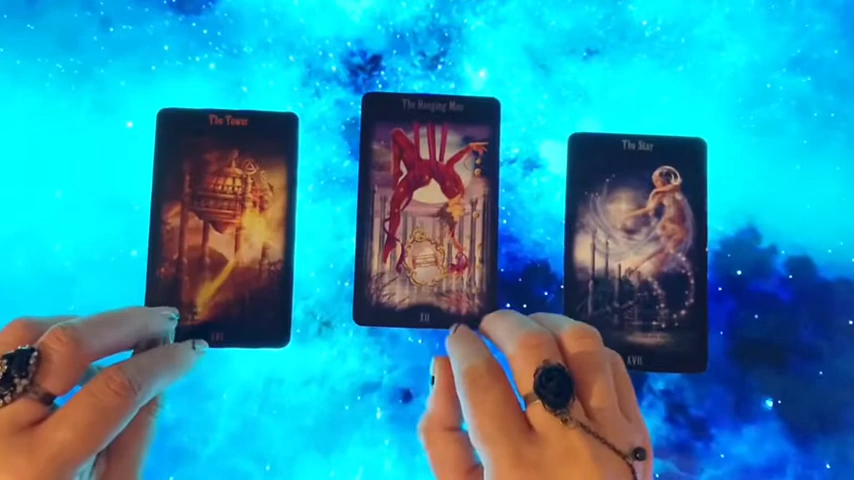 The Tower
The Hanging Man
The Star
XVI
XII
XVII